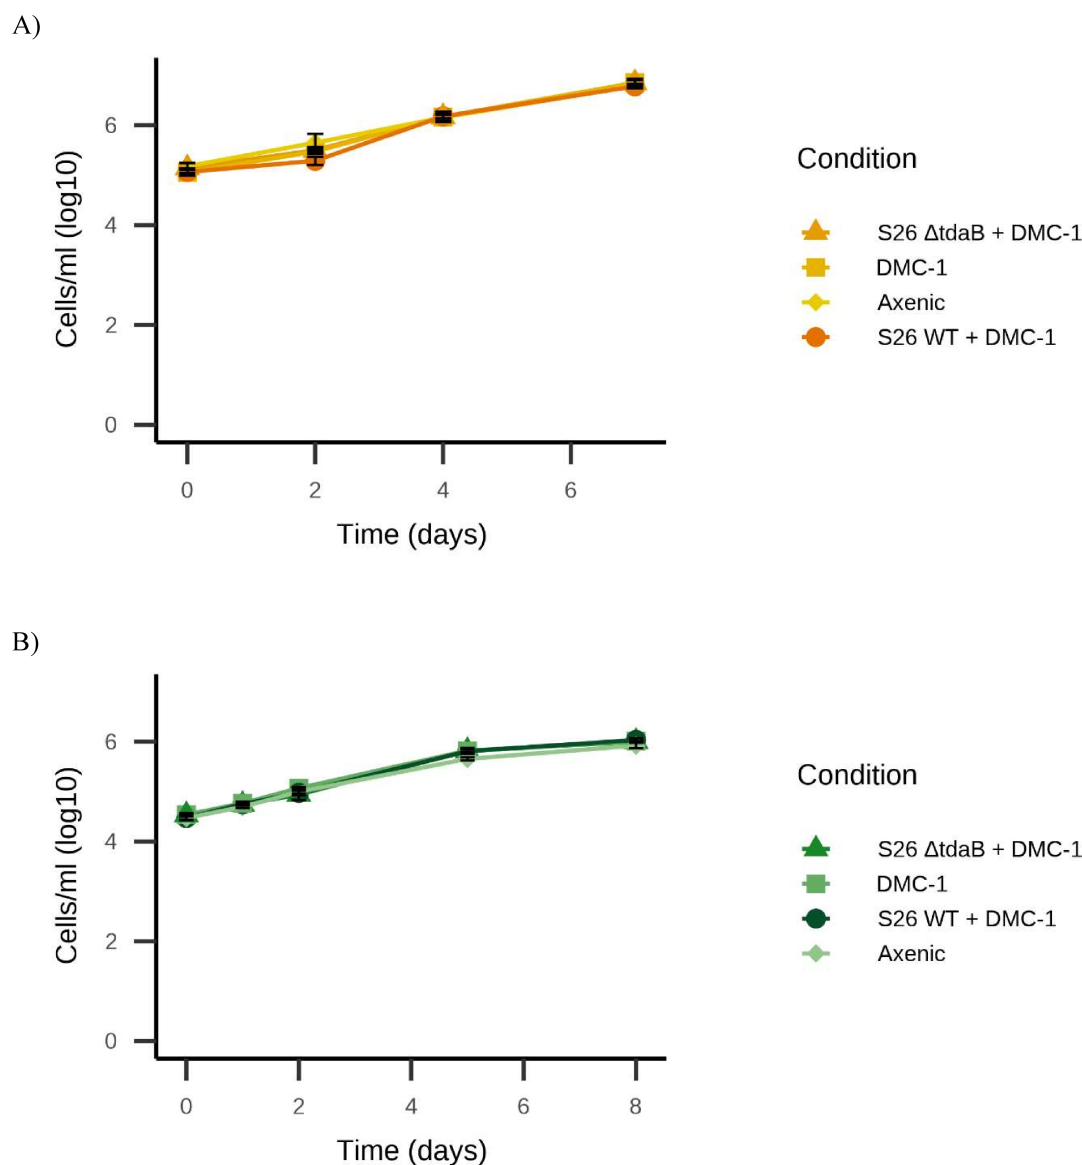 A)
Cells/ml (log10)
6
4
2
0
0 2 4 6
Time (days)
Condition
S26 ΔtdaB + DMC-1
DMC-1
Axenic
S26 WT + DMC-1
B)
Cells/ml (log10)
6
4
2
0
0 2 4 6 8
Time (days)
Condition
S26 ΔtdaB + DMC-1
DMC-1
S26 WT + DMC-1
Axenic